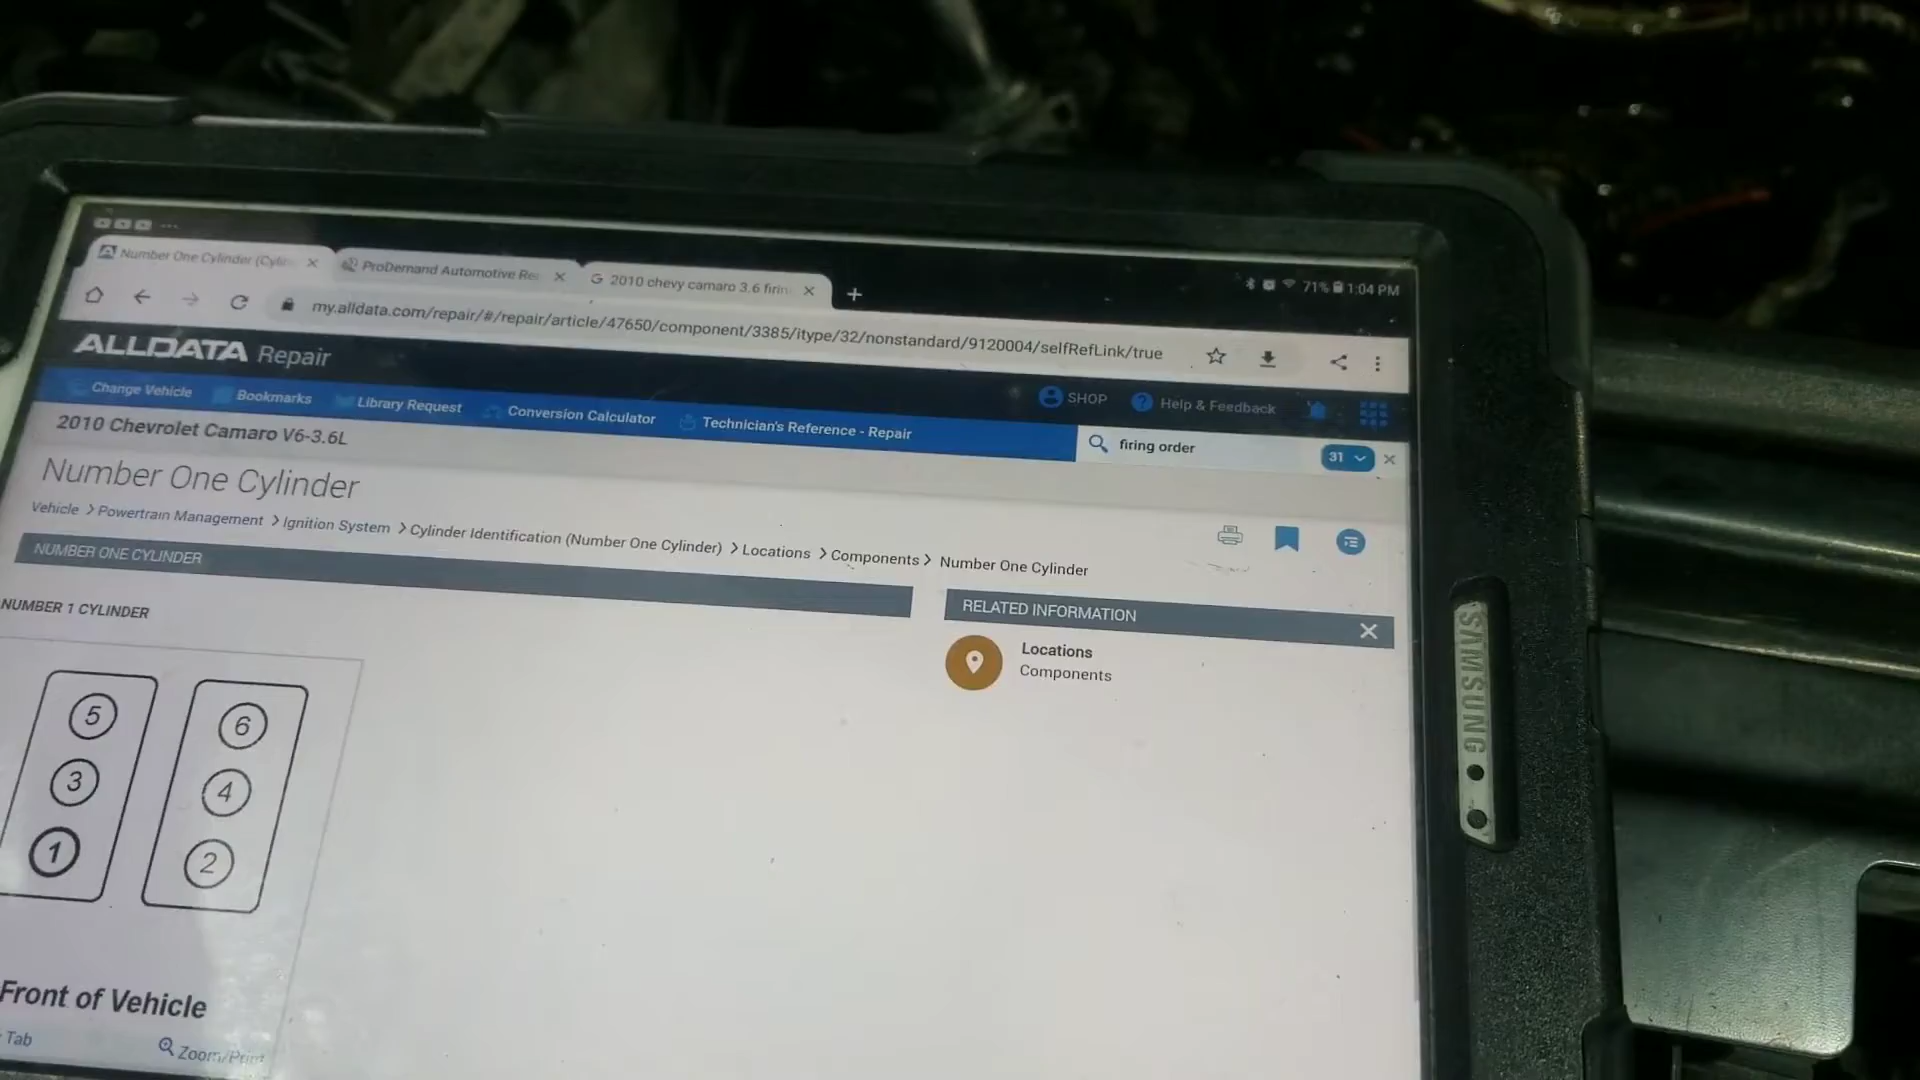 Number One Cylinder (Cylin
ProDemand Automotive Rep
2010 chevy camaro 3.6 firin
71% 1:04 PM
my.alldata.com/repair/#/repair/article/47650/component/3385/itype/32/nonstandard/9120004/selfRefLink/true
ALLDATA Repair
SHOP
Help & Feedback
Change Vehicle
Bookmarks
Library Request
Conversion Calculator
Technician's Reference - Repair
2010 Chevrolet Camaro V6-3.6L
firing order
31
Number One Cylinder
Vehicle > Powertrain Management > Ignition System > Cylinder Identification (Number One Cylinder) > Locations > Components > Number One Cylinder
NUMBER ONE CYLINDER
RELATED INFORMATION
NUMBER 1 CYLINDER
Locations
Components
5 6
3 4
1 2
Front of Vehicle
Tab
Zoom/Print
SAMSUNG